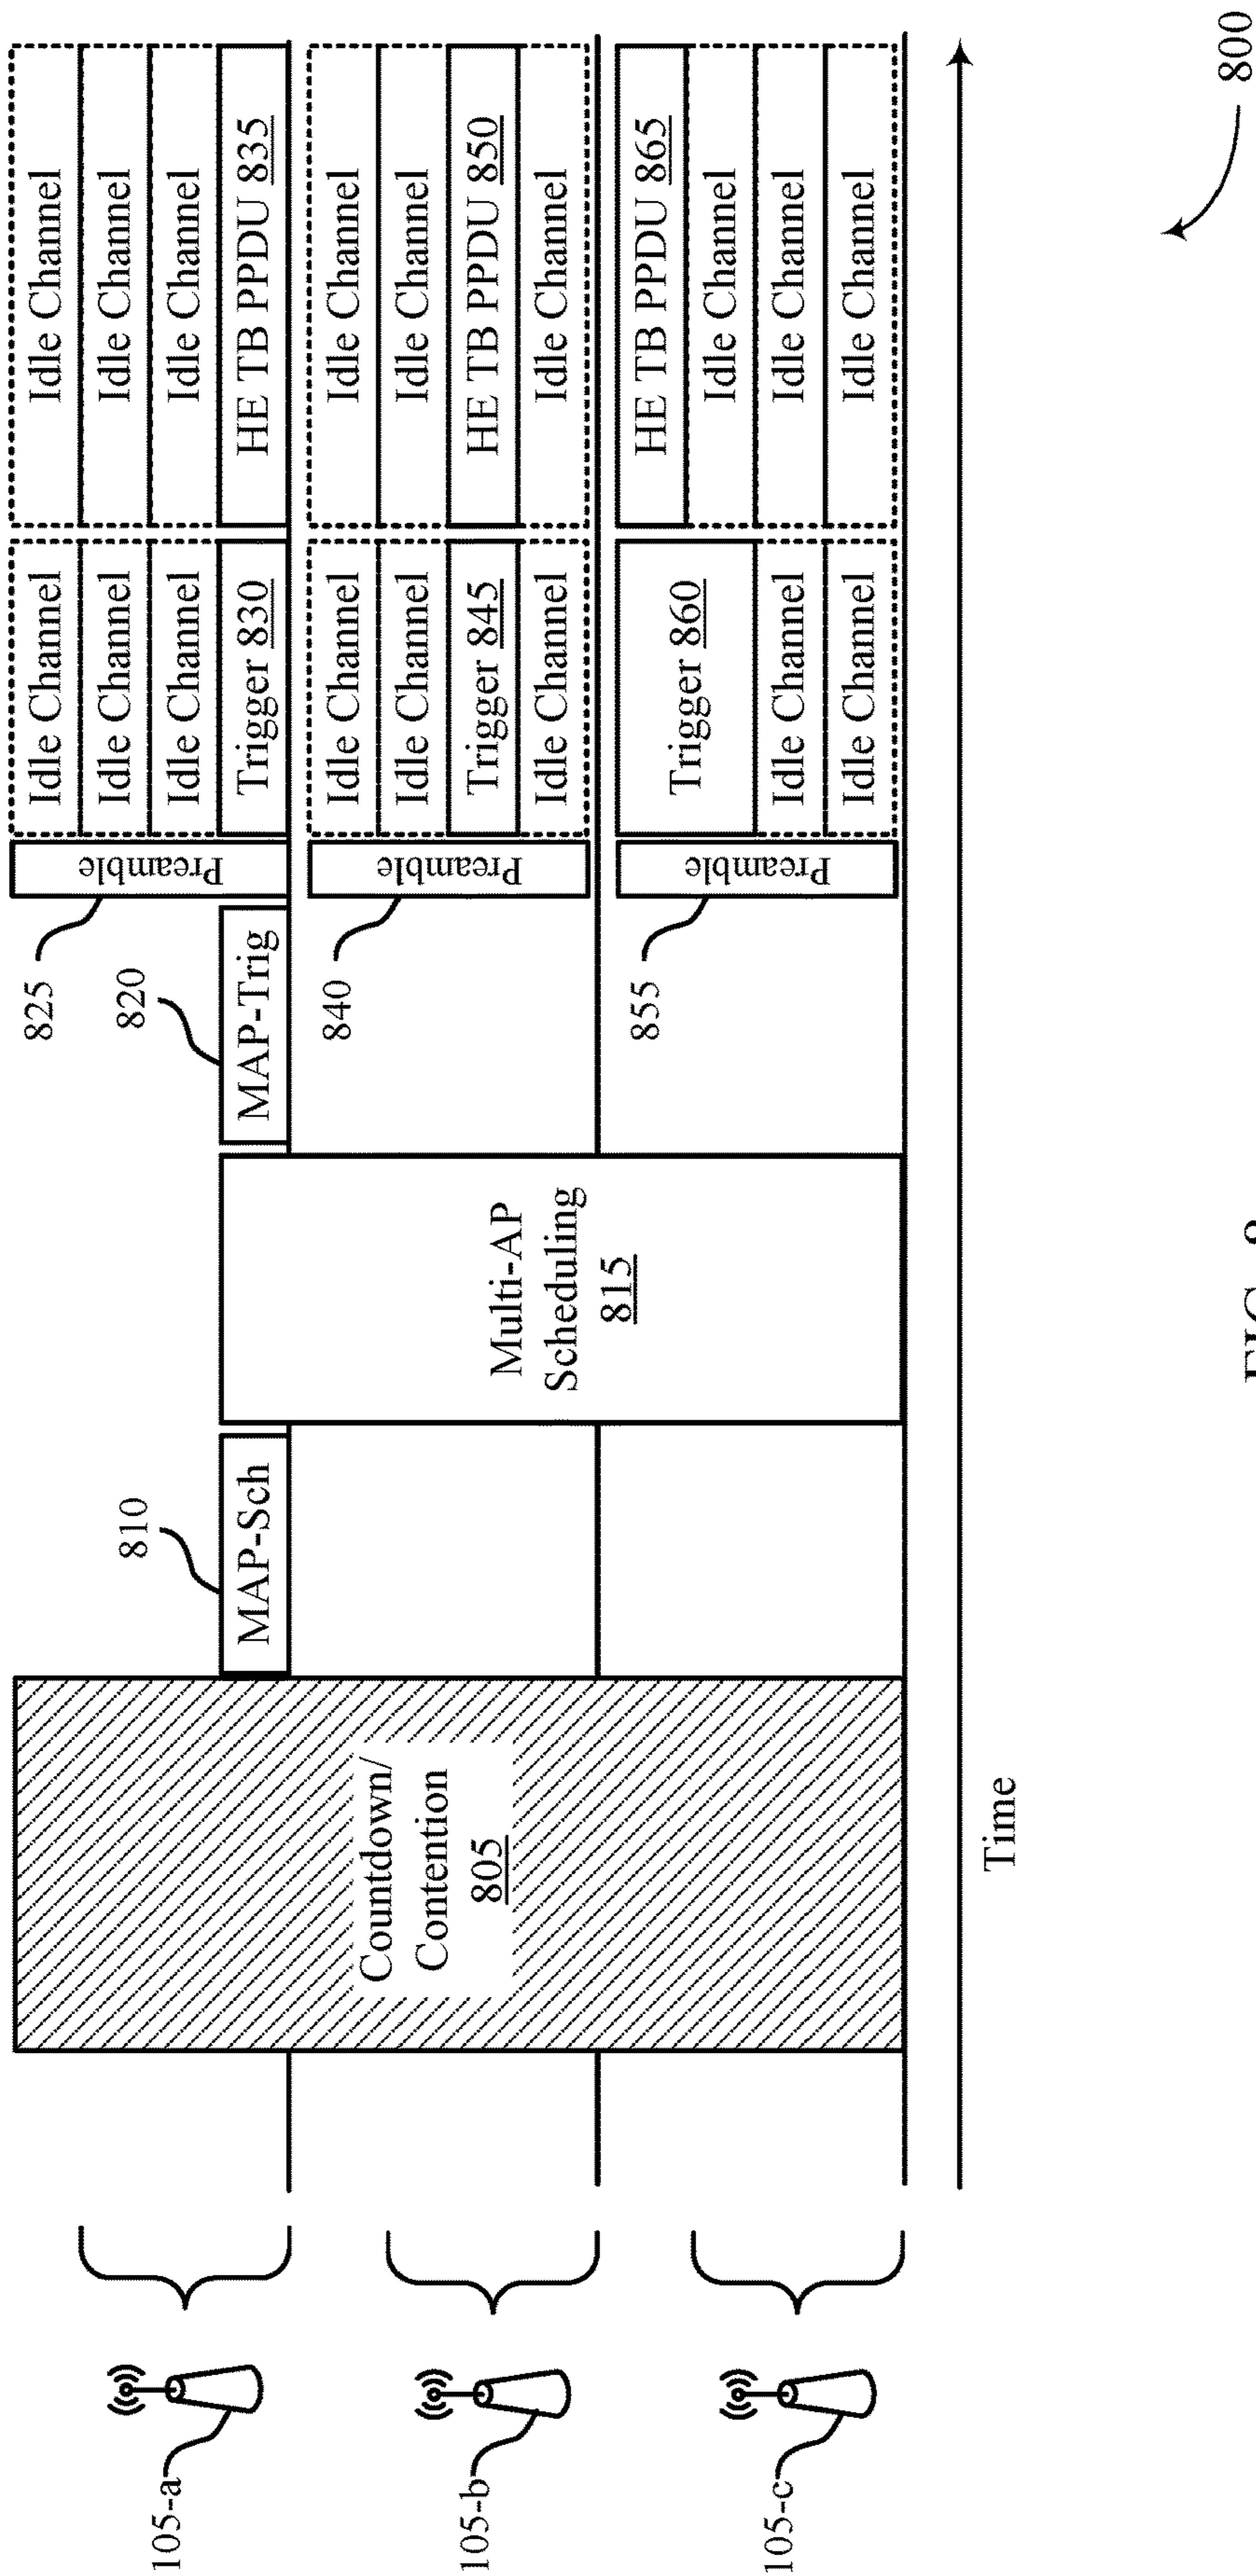 105-a
105-b
105-c
Countdown/
Contention
805
810
MAP-Sch
Multi-AP
Scheduling
815
820
MAP-Trig
825
Preamble
Idle Channel
Idle Channel
Idle Channel
Trigger 830
Idle Channel
Idle Channel
Idle Channel
HE TB PPDU 835
840
Preamble
Idle Channel
Idle Channel
Trigger 845
Idle Channel
Idle Channel
Idle Channel
HE TB PPDU 850
Idle Channel
855
Preamble
Trigger 860
Idle Channel
Idle Channel
HE TB PPDU 865
Idle Channel
Idle Channel
Idle Channel
Time
800